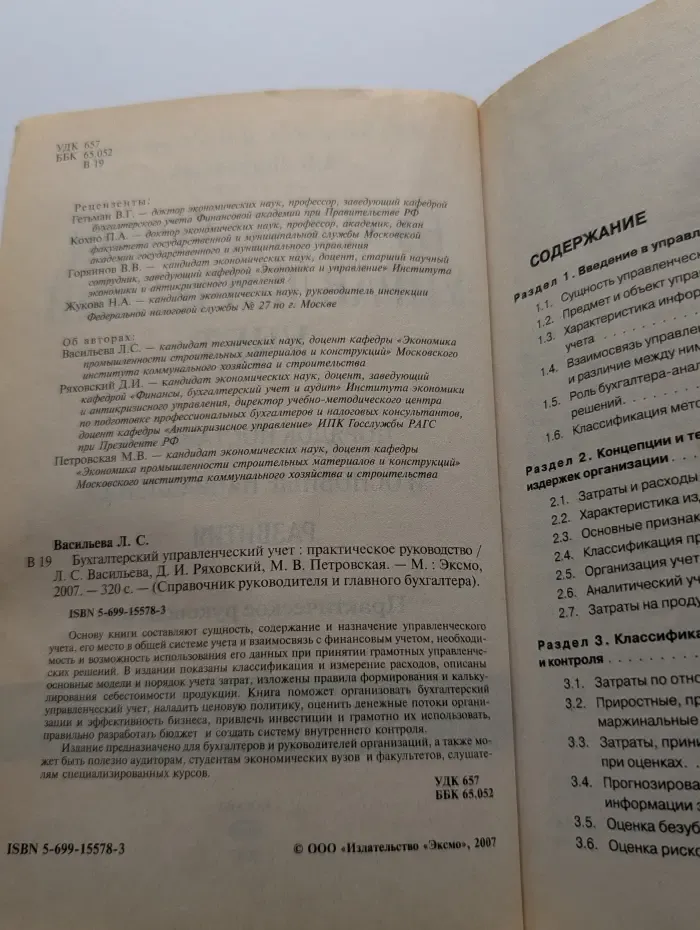 УДК 657
ББК 65.052
В 19
Рецензенты:
Гетьман В.Г. — доктор экономических наук, профессор, заведующий кафедрой
бухгалтерского учета Финансовой академии при Правительстве РФ
Кохно П.А. — доктор экономических наук, профессор, академик, декан
факультета государственной и муниципальной службы Московской
академии государственного и муниципального управления
Горшинов В.В. — кандидат экономических наук, доцент, старший научный
сотрудник, заведующий кафедрой «Экономика и управление» Института
экономики и антикризисного управления
Жукова Н.А. — кандидат экономических наук, руководитель инспекции
Федеральной налоговой службы № 27 по г. Москве
Об авторах:
Васильева Л.С. — кандидат технических наук, доцент кафедры «Экономика
промышленности строительных материалов и конструкций» Московского
института коммунального хозяйства и строительства
Ряховский Д.И. — кандидат экономических наук, доцент, заведующий
кафедрой «Финансы, бухгалтерский учет и аудит» Института экономики
и антикризисного управления, директор учебно-методического центра
по подготовке профессиональных бухгалтеров и налоговых консультантов,
доцент кафедры «Антикризисное управление» ИПК Госслужбы РАГС
при Президенте РФ
Петровская М.В. — кандидат экономических наук, доцент кафедры
«Экономика промышленности строительных материалов и конструкций»
Московского института коммунального хозяйства и строительства
Васильева Л. С.
В 19 Бухгалтерский управленческий учет : практическое руководство /
Л. С. Васильева, Д. И. Ряховский, М. В. Петровская. — М. : Эксмо,
2007. — 320 с. — (Справочник руководителя и главного бухгалтера).
ISBN 5-699-15578-3
Основу книги составляют сущность, содержание и назначение управленческого
учета, его место в общей системе учета и взаимосвязь с финансовым учетом, необходи-
мость и возможность использования его данных при принятии грамотных управленче-
ских решений. В издании показаны классификация и измерение расходов, описаны
основные модели и порядок учета затрат, изложены правила формирования и кальку-
лирования себестоимости продукции. Книга поможет организовать бухгалтерский
управленческий учет, наладить ценовую политику, оценить денежные потоки органи-
зации и эффективность бизнеса, привлечь инвестиции и грамотно их использовать,
правильно разработать бюджет и создать систему внутреннего контроля.
Издание предназначено для бухгалтеров и руководителей организаций, а также мо-
жет быть полезно аудиторам, студентам экономических вузов и факультетов, слушате-
лям специализированных курсов.
УДК 657
ББК 65.052
ISBN 5-699-15578-3 © ООО «Издательство «Эксмо», 2007
СОДЕРЖАНИЕ
Раздел 1. Введение в управл
1.1. Сущность управленческ
1.2. Предмет и объект упра
1.3. Характеристика инфор
учета
1.4. Взаимосвязь управлен
и различие между ним
1.5. Роль бухгалтера-анал
решений
1.6. Классификация мето
Раздел 2. Концепции и те
издержек организации
2.1. Затраты и расходы
2.2. Характеристика изд
2.3. Основные признак
2.4. Классификация пр
2.5. Организация учет
2.6. Аналитический уч
2.7. Затраты на проду
Раздел 3. Классифика
и контроля
3.1. Затраты по отно
3.2. Приростные, пр
маржинальные
3.3. Затраты, прини
при оценках.
3.4. Прогнозирова
информации з
3.5. Оценка безуб
3.6. Оценка риско